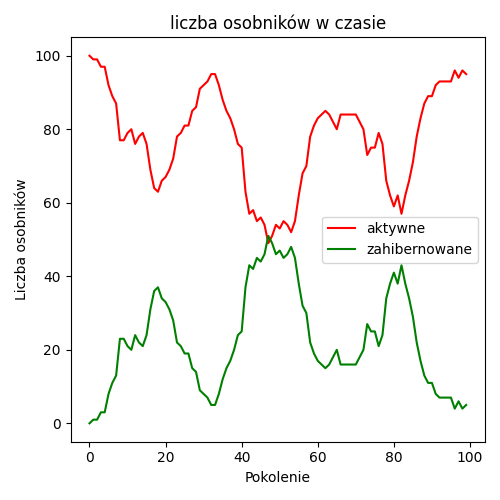 liczba osobników w czasie
100
80
60
40
20
0
Liczba osobników
aktywne
zahibernowane
0 20 40 60 80 100
Pokolenie